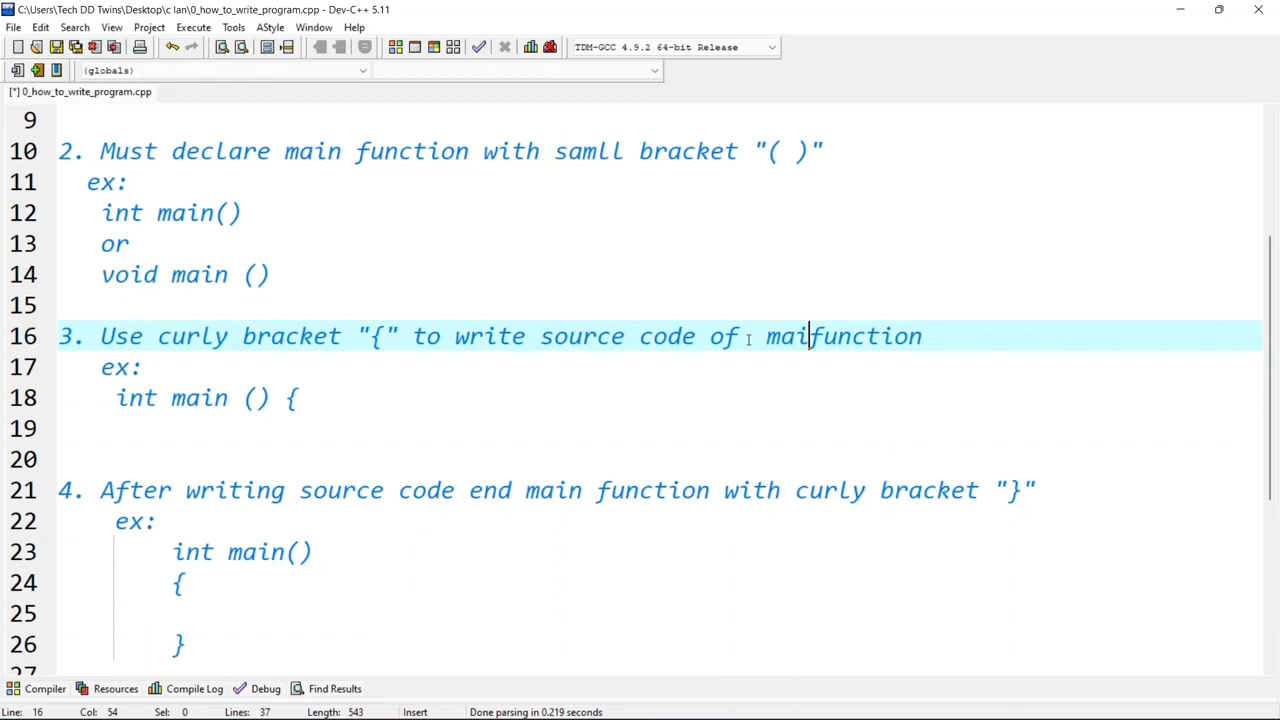 C:\Users\Tech DD Twins\Desktop\c lan\0_how_to_write_program.cpp - Dev-C++ 5.11
File Edit Search View Project Execute Tools AStyle Window Help
TDM-GCC 4.9.2 64-bit Release
(globals)
[*] 0_how_to_write_program.cpp
9
10 2. Must declare main function with samll bracket "( )"
11 ex:
12 int main()
13 or
14 void main ()
15
16 3. Use curly bracket "{" to write source code of maifunction
17 ex:
18 int main () {
19
20
21 4. After writing source code end main function with curly bracket "}"
22 ex:
23 int main()
24 {
25
26 }
27
Compiler Resources Compile Log Debug Find Results
Line: 16 Col: 54 Sel: 0 Lines: 37 Length: 543 Insert Done parsing in 0.219 seconds